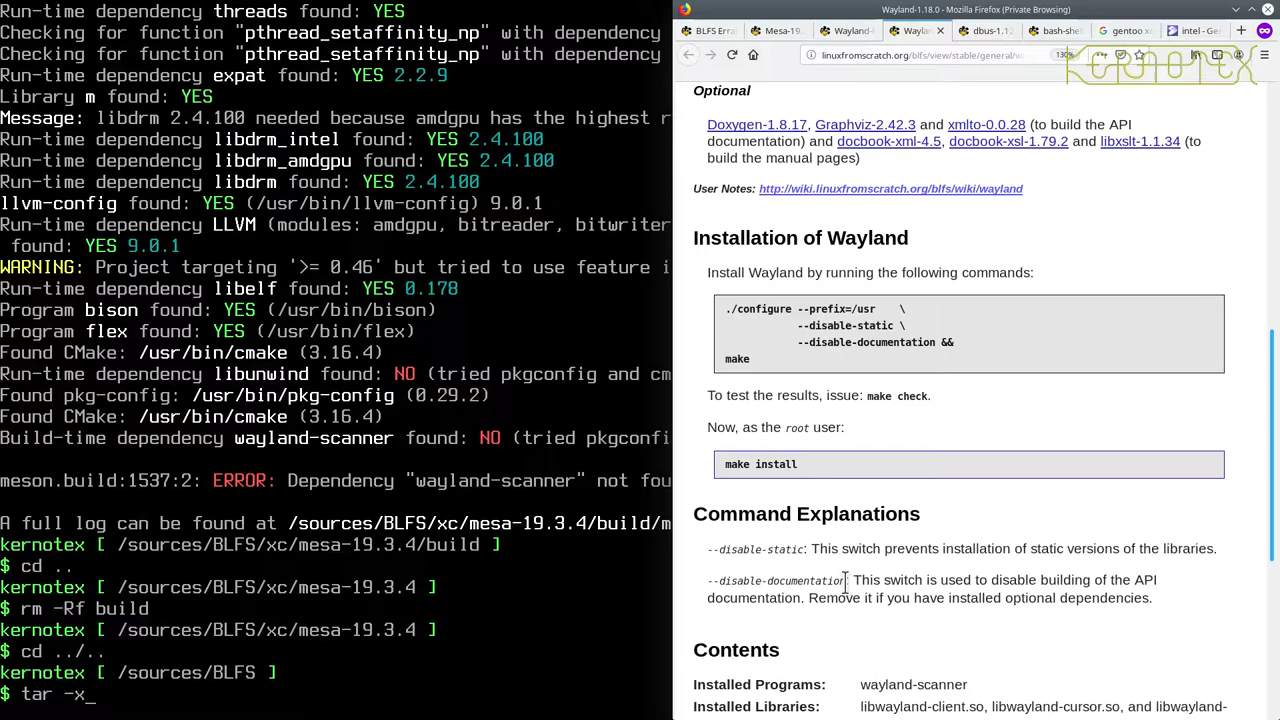 Run-time dependency threads found: YES
Checking for function "pthread_setaffinity_np" with dependency
Checking for function "pthread_setaffinity_np" with dependency
Run-time dependency expat found: YES 2.2.9
Library m found: YES
Message: libdrm 2.4.100 needed because amdgpu has the highest r
Run-time dependency libdrm_intel found: YES 2.4.100
Run-time dependency libdrm_amdgpu found: YES 2.4.100
Run-time dependency libdrm found: YES 2.4.100
llvm-config found: YES (/usr/bin/llvm-config) 9.0.1
Run-time dependency LLVM (modules: amdgpu, bitreader, bitwriter
found: YES 9.0.1
WARNING: Project targeting '>= 0.46' but tried to use feature i
Run-time dependency libelf found: YES 0.178
Program bison found: YES (/usr/bin/bison)
Program flex found: YES (/usr/bin/flex)
Found CMake: /usr/bin/cmake (3.16.4)
Run-time dependency libunwind found: NO (tried pkgconfig and cm
Found pkg-config: /usr/bin/pkg-config (0.29.2)
Found CMake: /usr/bin/cmake (3.16.4)
Build-time dependency wayland-scanner found: NO (tried pkgconfi
meson.build:1537:2: ERROR: Dependency "wayland-scanner" not fou
A full log can be found at /sources/BLFS/xc/mesa-19.3.4/build/m
kernotex [ /sources/BLFS/xc/mesa-19.3.4/build ]
$ cd ..
kernotex [ /sources/BLFS/xc/mesa-19.3.4 ]
$ rm -Rf build
kernotex [ /sources/BLFS/xc/mesa-19.3.4 ]
$ cd ../..
kernotex [ /sources/BLFS ]
$ tar -x_
Wayland-1.18.0 - Mozilla Firefox (Private Browsing)
BLFS Erra
Mesa-19.
Wayland-
Waylan
dbus-1.12
bash-shel
gentoo x
intel - Ge
linuxfromscratch.org/blfs/view/stable/general/w
130%
KERNOTEX
Optional
Doxygen-1.8.17, Graphviz-2.42.3 and xmlto-0.0.28 (to build the API
documentation) and docbook-xml-4.5, docbook-xsl-1.79.2 and libxslt-1.1.34 (to
build the manual pages)
User Notes: http://wiki.linuxfromscratch.org/blfs/wiki/wayland
Installation of Wayland
Install Wayland by running the following commands:
./configure --prefix=/usr \
--disable-static \
--disable-documentation &&
make
To test the results, issue: make check.
Now, as the root user:
make install
Command Explanations
--disable-static: This switch prevents installation of static versions of the libraries.
--disable-documentation: This switch is used to disable building of the API
documentation. Remove it if you have installed optional dependencies.
Contents
Installed Programs: wayland-scanner
Installed Libraries: libwayland-client.so, libwayland-cursor.so, and libwayland-